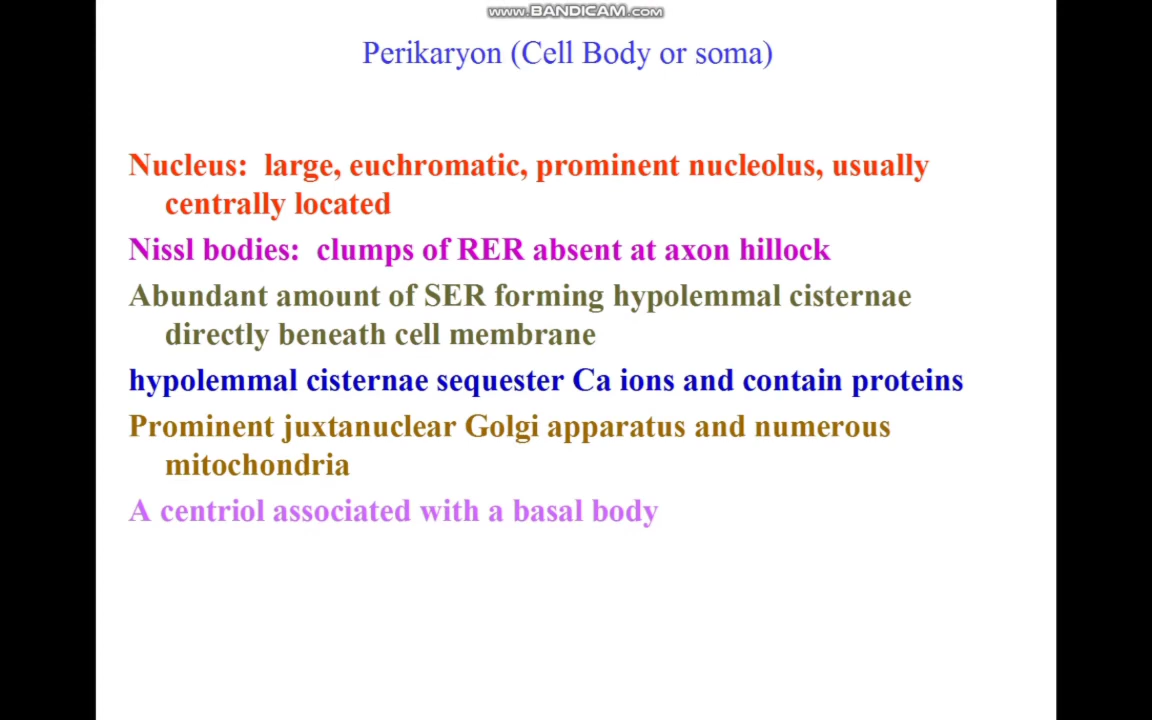 www.BANDICAM.com
Perikaryon (Cell Body or soma)
Nucleus: large, euchromatic, prominent nucleolus, usually
centrally located
Nissl bodies: clumps of RER absent at axon hillock
Abundant amount of SER forming hypolemmal cisternae
directly beneath cell membrane
hypolemmal cisternae sequester Ca ions and contain proteins
Prominent juxtanuclear Golgi apparatus and numerous
mitochondria
A centriol associated with a basal body